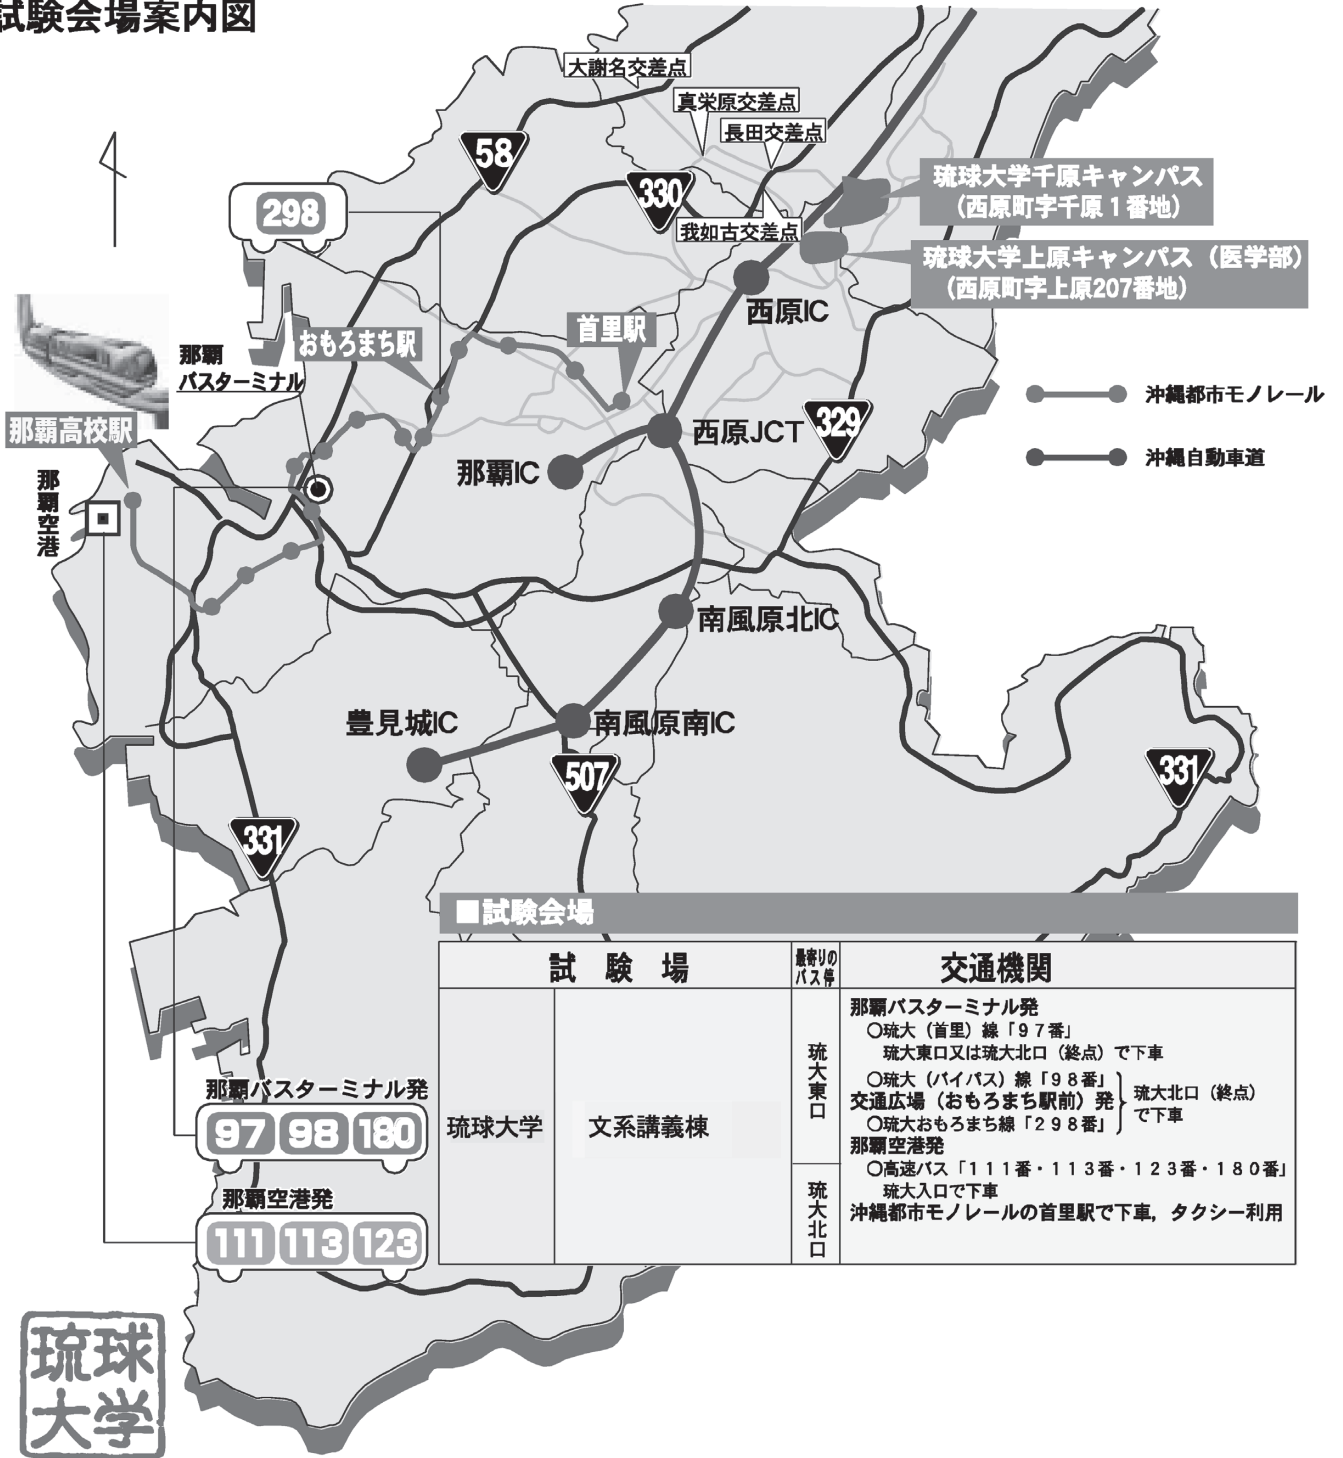 試験会場案内図
大謝名交差点
真栄原交差点
長田交差点
58
330
298
我如古交差点
琉球大学千原キャンパス
(西原町字千原1番地)
琉球大学上原キャンパス（医学部）
(西原町字上原207番地)
西原IC
首里駅
おもろまち駅
那覇
バスターミナル
沖縄都市モノレール
329
西原JCT
那覇高校駅
沖縄自動車道
那覇IC
那覇空港
南風原北IC
豊見城IC
南風原南IC
507
331
331
■試験会場
試験場
最寄りの
バス停
交通機関
琉球大学
文系講義棟
琉大東口
琉大北口
那覇バスターミナル発
○琉大（首里）線「９７番」
琉大東口又は琉大北口（終点）で下車
○琉大（バイパス）線「９８番」
交通広場（おもろまち駅前）発
○琉大おもろまち線「２９８番」
琉大北口（終点）
で下車
那覇空港発
○高速バス「１１１番・１１３番・１２３番・１８０番」
琉大入口で下車
沖縄都市モノレールの首里駅で下車，タクシー利用
那覇バスターミナル発
97 98 180
那覇空港発
111 113 123
琉球
大学